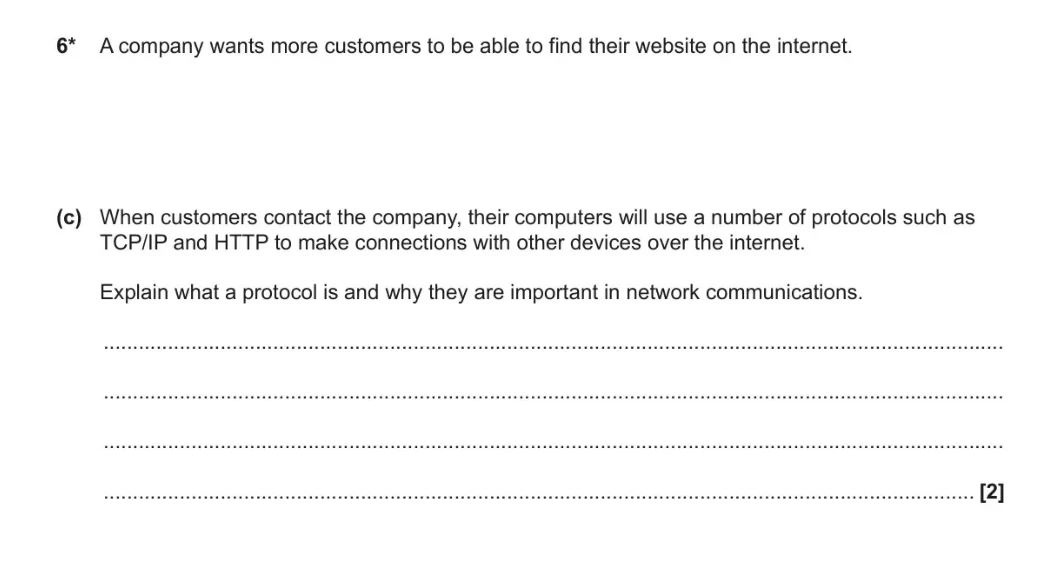 6* A company wants more customers to be able to find their website on the internet.
(c) When customers contact the company, their computers will use a number of protocols such as
TCP/IP and HTTP to make connections with other devices over the internet.
Explain what a protocol is and why they are important in network communications.
....................................................................................................................................................
....................................................................................................................................................
....................................................................................................................................................
............................................................................................................................................... [2]